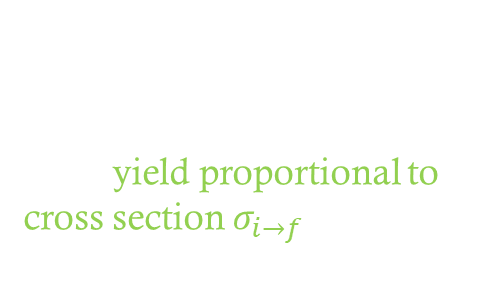 yield proportional to
cross section σ_{i→f}